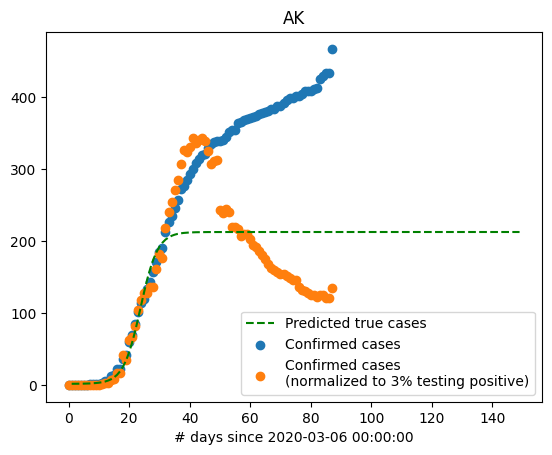 AK
400
300
200
100
0
Predicted true cases
Confirmed cases
Confirmed cases
(normalized to 3% testing positive)
0 20 40 60 80 100 120 140
# days since 2020-03-06 00:00:00